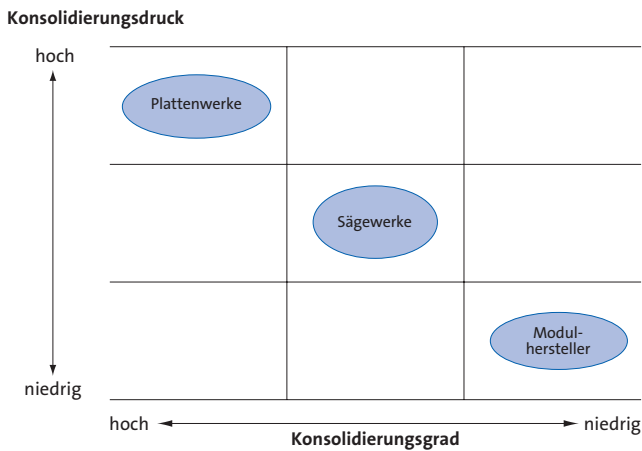 Konsolidierungsdruck
hoch
Plattenwerke
Sägewerke
Modul-
hersteller
niedrig
hoch
niedrig
Konsolidierungsgrad